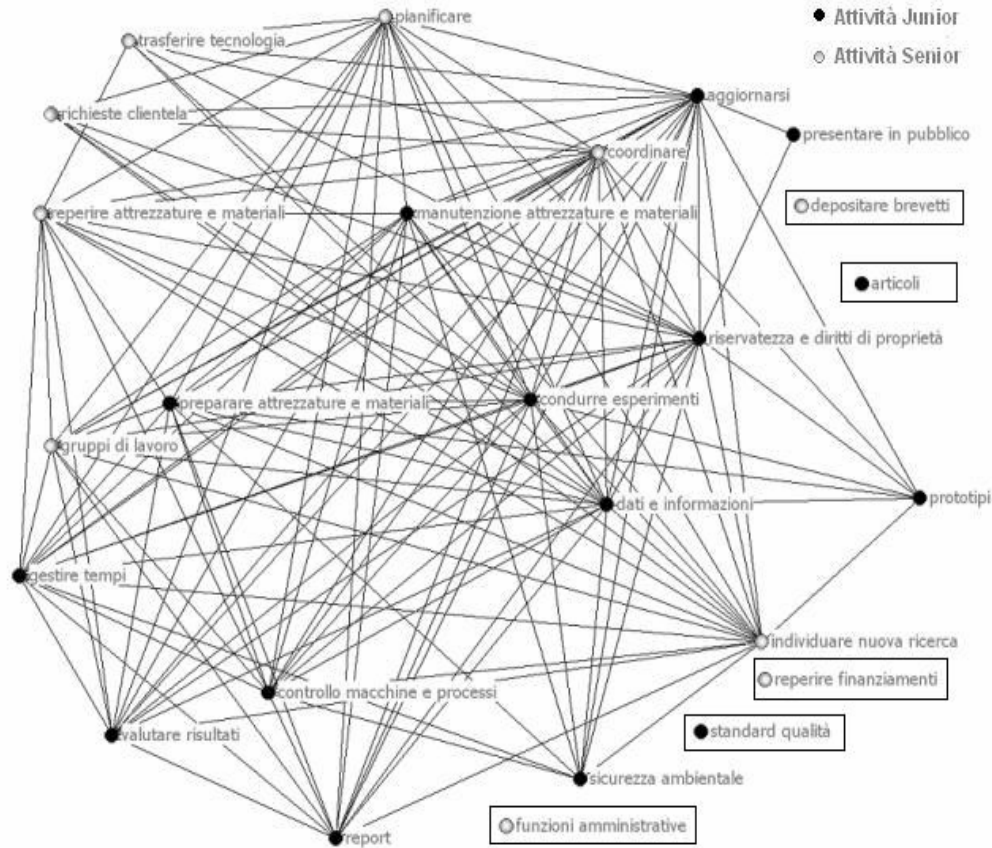 pianificare
Attività Junior
trasferire tecnologia
Attività Senior
aggiornarsi
richieste clientela
presentare in pubblico
coordinare
depositare brevetti
reperire attrezzature e materiali
manutenzione attrezzature e materiali
articoli
riservatezza e diritti di proprietà
preparare attrezzature e materiali
condurre esperimenti
gruppi di lavoro
dati e informazioni
prototipi
gestire tempi
individuare nuova ricerca
reperire finanziamenti
controllo macchine e processi
standard qualità
valutare risultati
sicurezza ambientale
funzioni amministrative
report